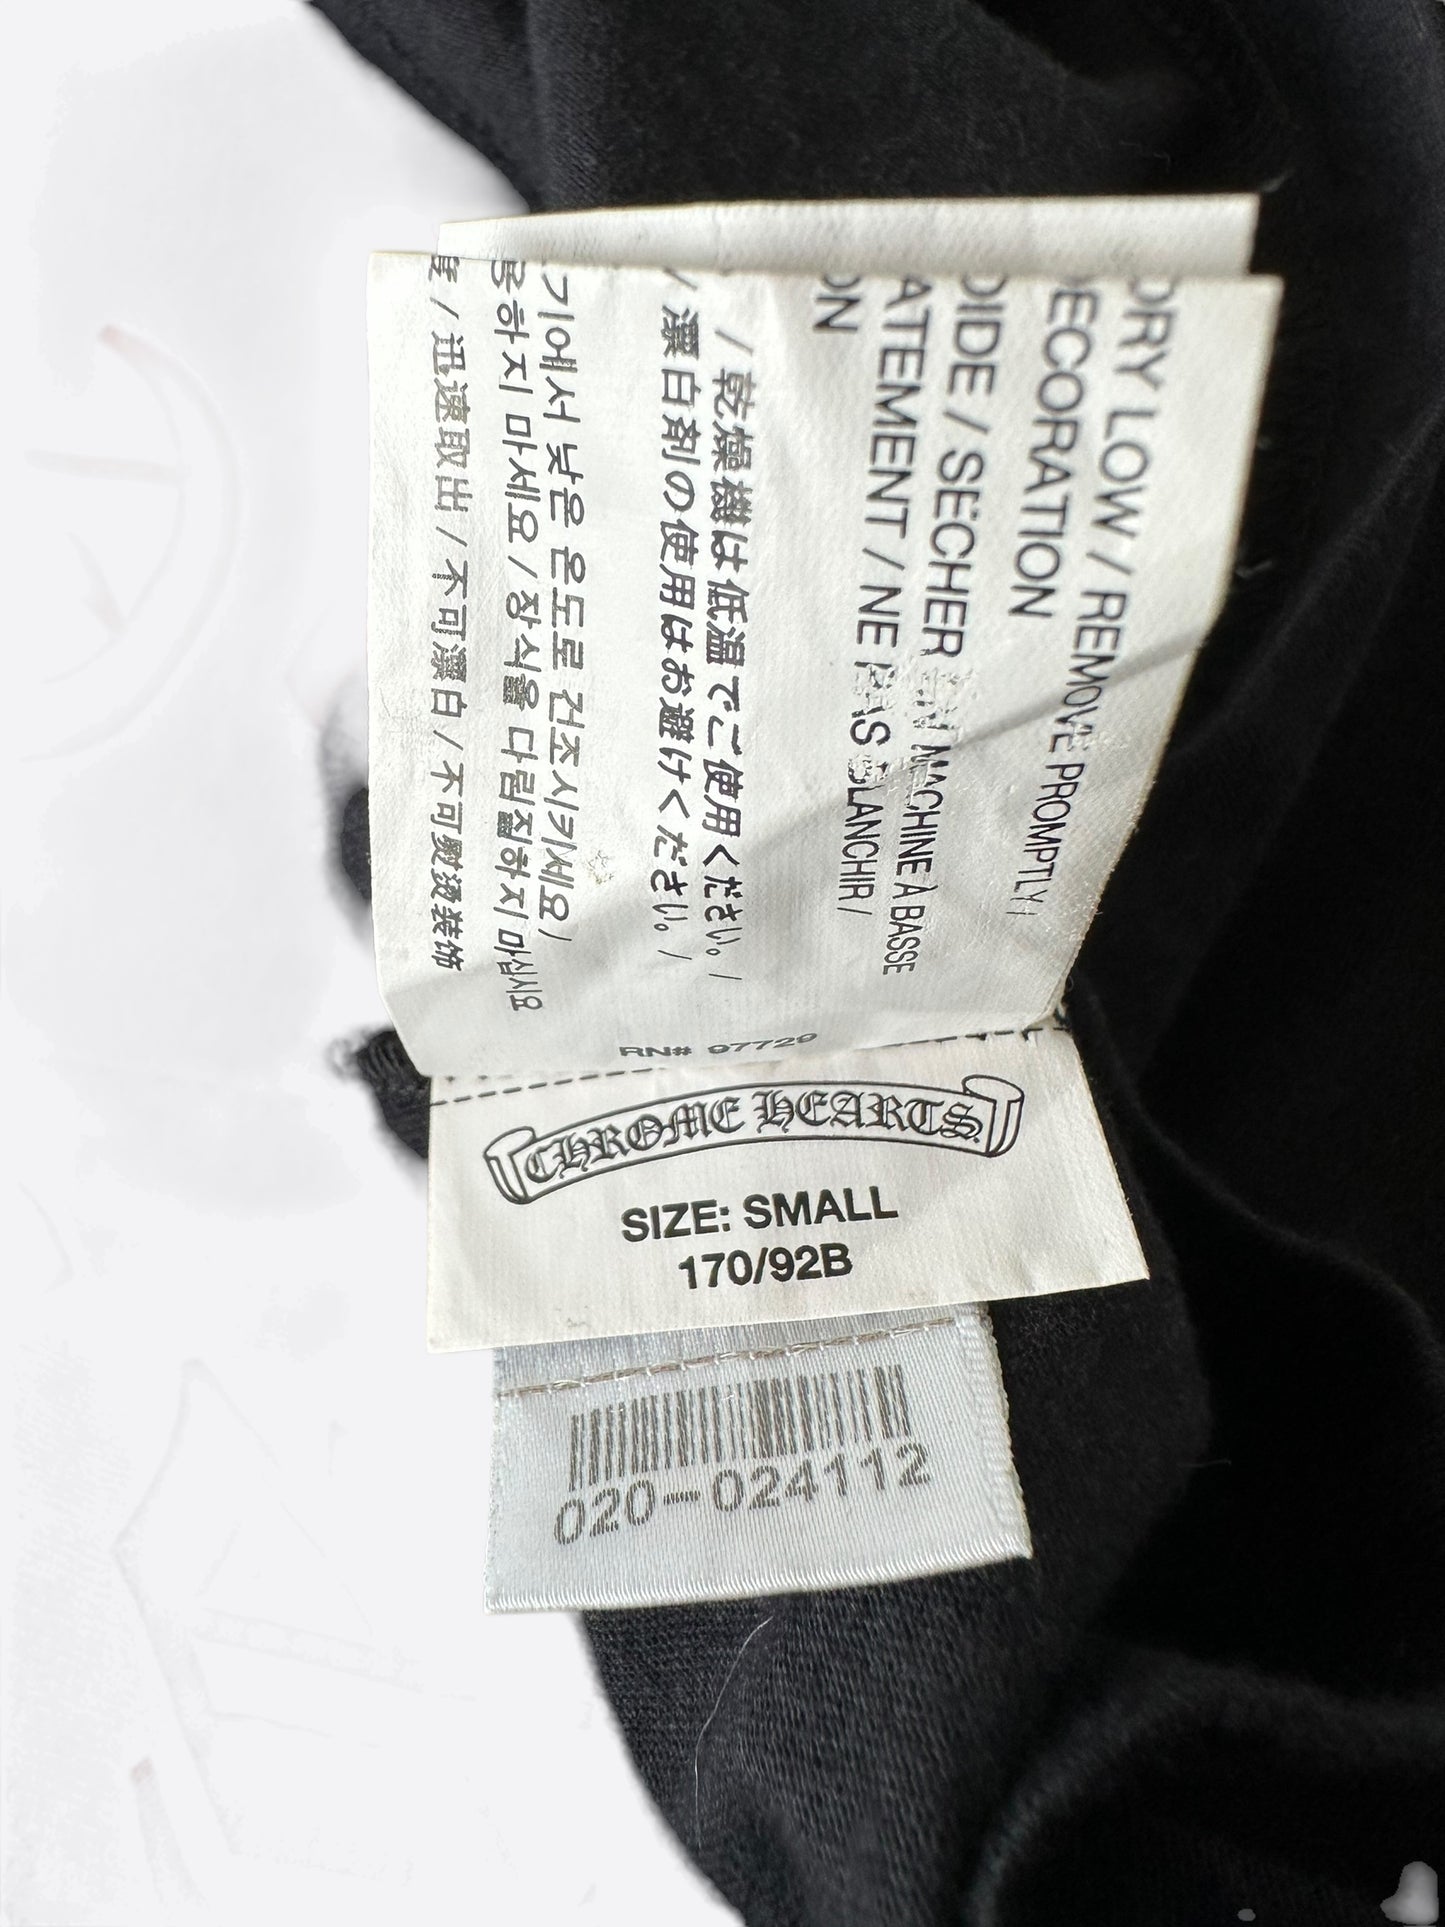 DRY LOW / REMOVE PROMPTLY /
DECORATION
DIDE / SÉCHER EN MACHINE À BASSE
ATEMENT / NE PAS BLANCHIR /
ON
/ 乾燥機は低温でご使用ください。 /
/ 漂白剤の使用はお避けください。 /
기에서 낮은 온도로 건조시키세요 /
용하지 마세요 / 장식을 다림질하지 마십시요
/ 迅速取出 / 不可漂白 / 不可熨烫装饰
RN# 97729
CHROME HEARTS
SIZE: SMALL
170/92B
020-024112